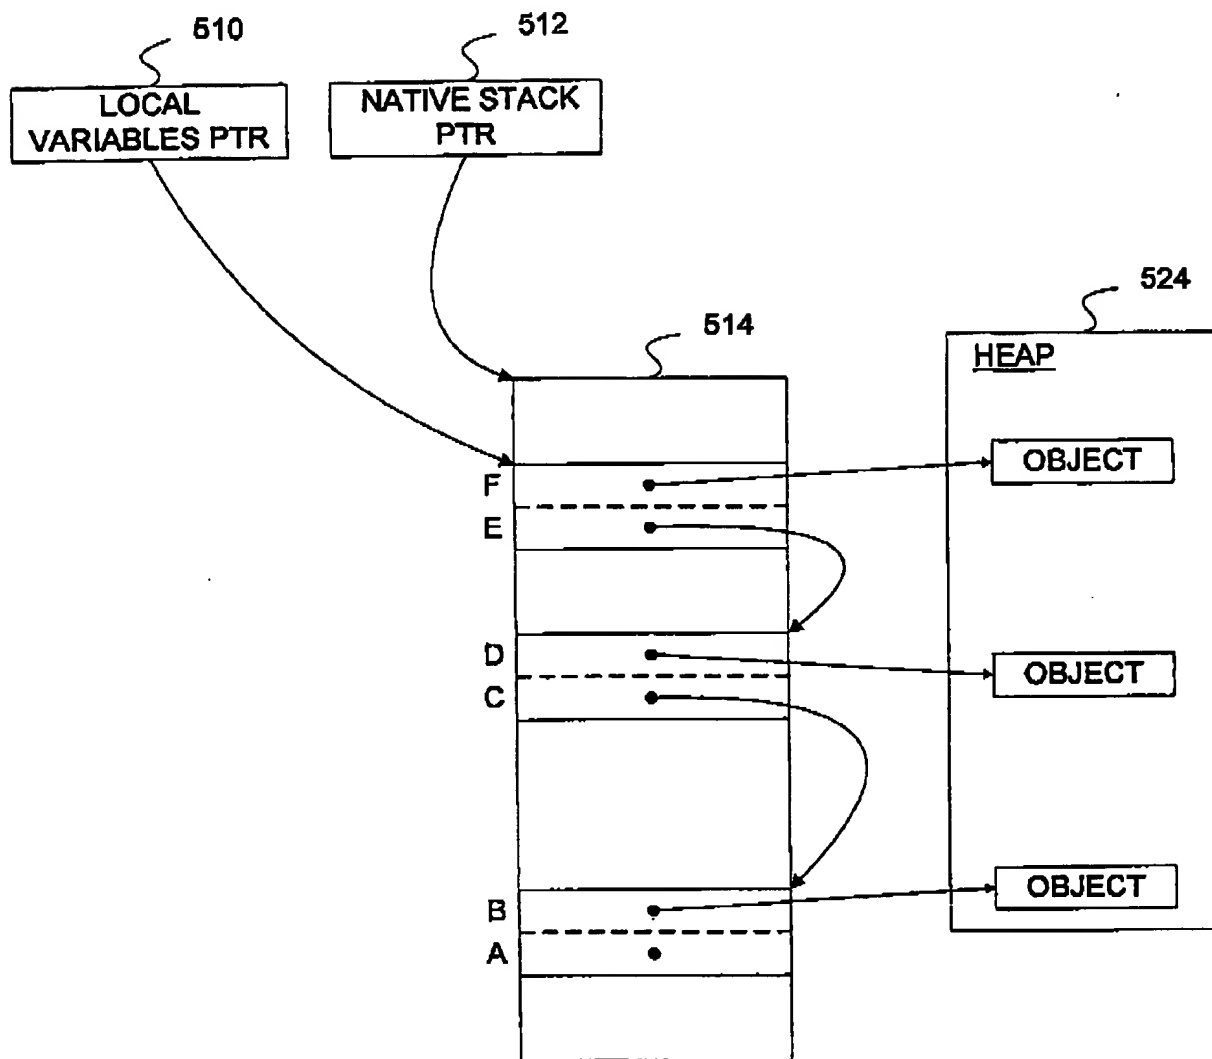 510
512
LOCAL
VARIABLES PTR
NATIVE STACK
PTR
524
514
HEAP
OBJECT
F
E
D
OBJECT
C
OBJECT
B
A